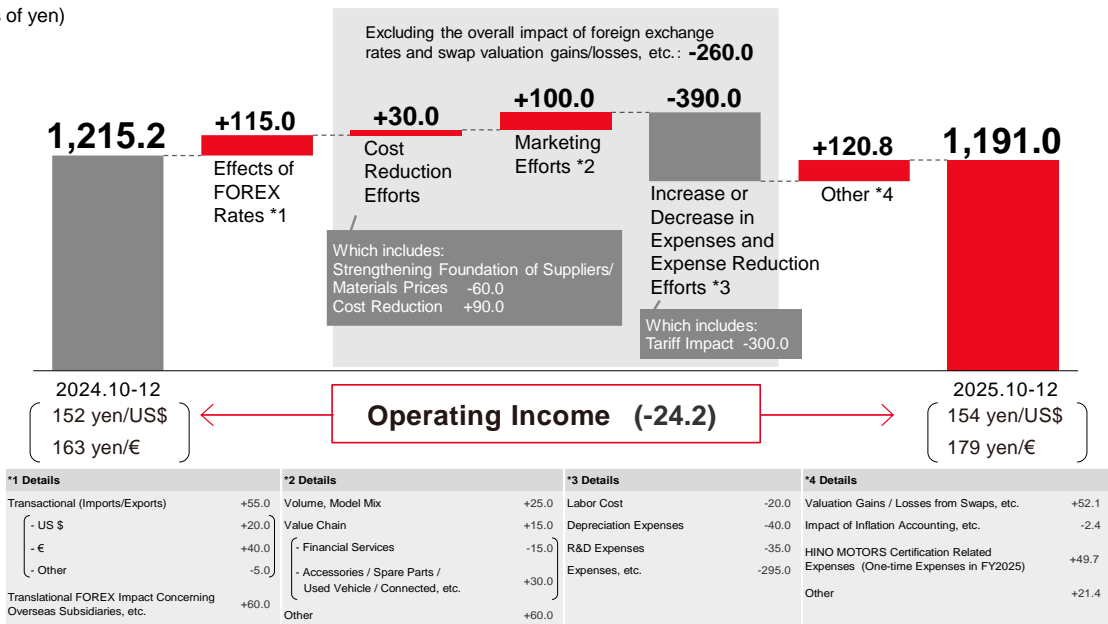 s of yen)
Excluding the overall impact of foreign exchange
rates and swap valuation gains/losses, etc.: -260.0
1,215.2
+115.0
Effects of
FOREX
Rates *1
+30.0
Cost
Reduction
Efforts
+100.0
Marketing
Efforts *2
-390.0
Increase or
Decrease in
Expenses and
Expense Reduction
Efforts *3
+120.8
Other *4
1,191.0
Which includes:
Strengthening Foundation of Suppliers/
Materials Prices -60.0
Cost Reduction +90.0
Which includes:
Tariff Impact -300.0
2024.10-12
152 yen/US$
163 yen/€
Operating Income (-24.2)
2025.10-12
154 yen/US$
179 yen/€
*1 Details
Transactional (Imports/Exports) +55.0
- US $ +20.0
- € +40.0
- Other -5.0
Translational FOREX Impact Concerning
Overseas Subsidiaries, etc. +60.0
*2 Details
Volume, Model Mix +25.0
Value Chain +15.0
- Financial Services -15.0
- Accessories / Spare Parts /
Used Vehicle / Connected, etc. +30.0
Other +60.0
*3 Details
Labor Cost -20.0
Depreciation Expenses -40.0
R&D Expenses -35.0
Expenses, etc. -295.0
*4 Details
Valuation Gains / Losses from Swaps, etc. +52.1
Impact of Inflation Accounting, etc. -2.4
HINO MOTORS Certification Related
Expenses (One-time Expenses in FY2025) +49.7
Other +21.4